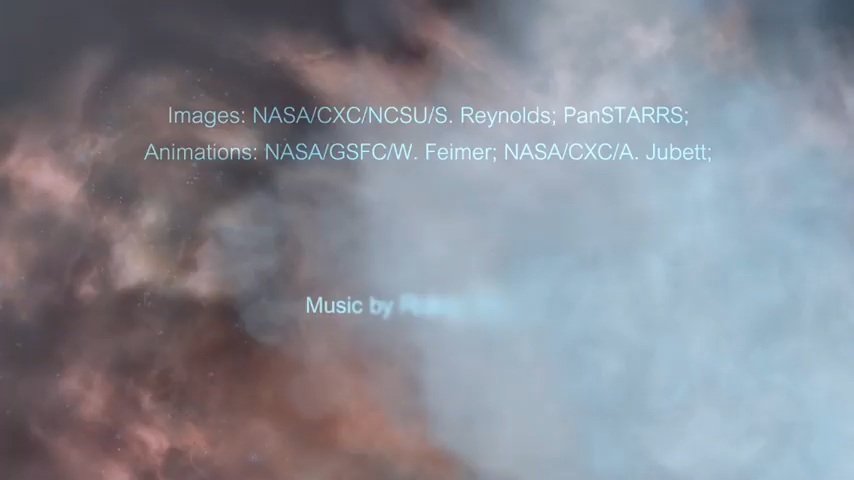 Images: NASA/CXC/NCSU/S. Reynolds; PanSTARRS;
Animations: NASA/GSFC/W. Feimer; NASA/CXC/A. Jubett;
Music by